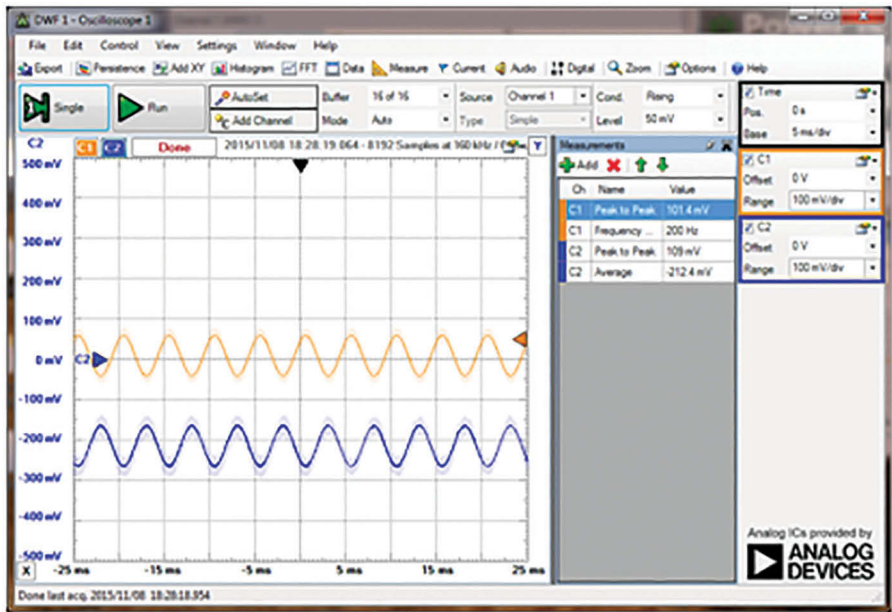 DWF 1 - Oscilloscope 1
File Edit Control View Settings Window Help
Export Persistence Add XY Histogram FFT Data Measure Current Audio Digital Zoom Options Help
Single Run AutoSet Buffer 16 of 16 Source Channel 1 Cond. Rising
Add Channel Mode Auto Type Simple Level 50 mV
Time
Pos. 0 s
Base 5 ms/div
C1
Offset 0 V
Range 100 mV/div
C2
Offset 0 V
Range 100 mV/div
C2 C1 C2 Done 2015/11/08 18:28:19.064 - 8192 Samples at 160 kHz / Y
500 mV
400 mV
300 mV
200 mV
100 mV
0 mV C2
-100 mV
-200 mV
-300 mV
-400 mV
-500 mV
X -25 ms -15 ms -5 ms 5 ms 15 ms 25 ms
Measurements
Add
Ch Name Value
C1 Peak to Peak 101.4 mV
C1 Frequency ... 200 Hz
C2 Peak to Peak 109 mV
C2 Average -212.4 mV
Analog ICs provided by
ANALOG
DEVICES
Done last acq. 2015/11/08 18:28:18.954